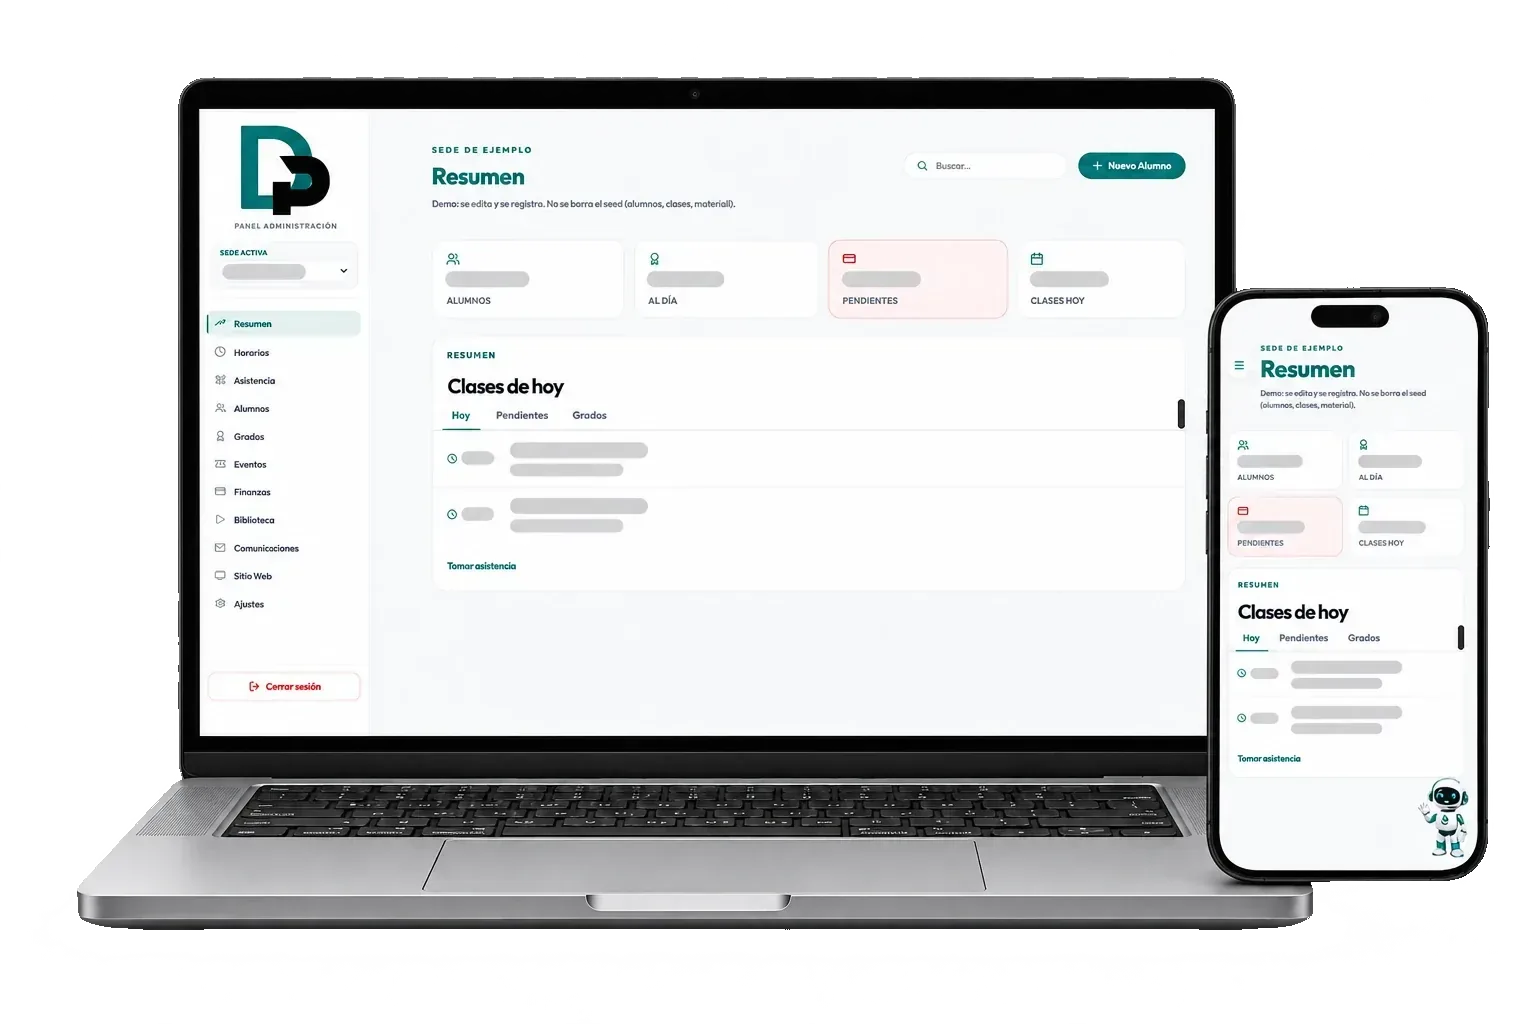 DP
PANEL ADMINISTRACIÓN
SEDE ACTIVA
Resumen
Horarios
Asistencia
Alumnos
Grados
Eventos
Finanzas
Biblioteca
Comunicaciones
Sitio Web
Ajustes
Cerrar sesión
SEDE DE EJEMPLO
Resumen
Demo: se edita y se registra. No se borra el seed (alumnos, clases, material).
Buscar...
+ Nuevo Alumno
ALUMNOS
AL DÍA
PENDIENTES
CLASES HOY
RESUMEN
Clases de hoy
Hoy Pendientes Grados
Tomar asistencia
SEDE DE EJEMPLO
Resumen
Demo: se edita y se registra. No se borra el seed
(alumnos, clases, material).
ALUMNOS
AL DÍA
PENDIENTES
CLASES HOY
RESUMEN
Clases de hoy
Hoy Pendientes Grados
Tomar asistencia